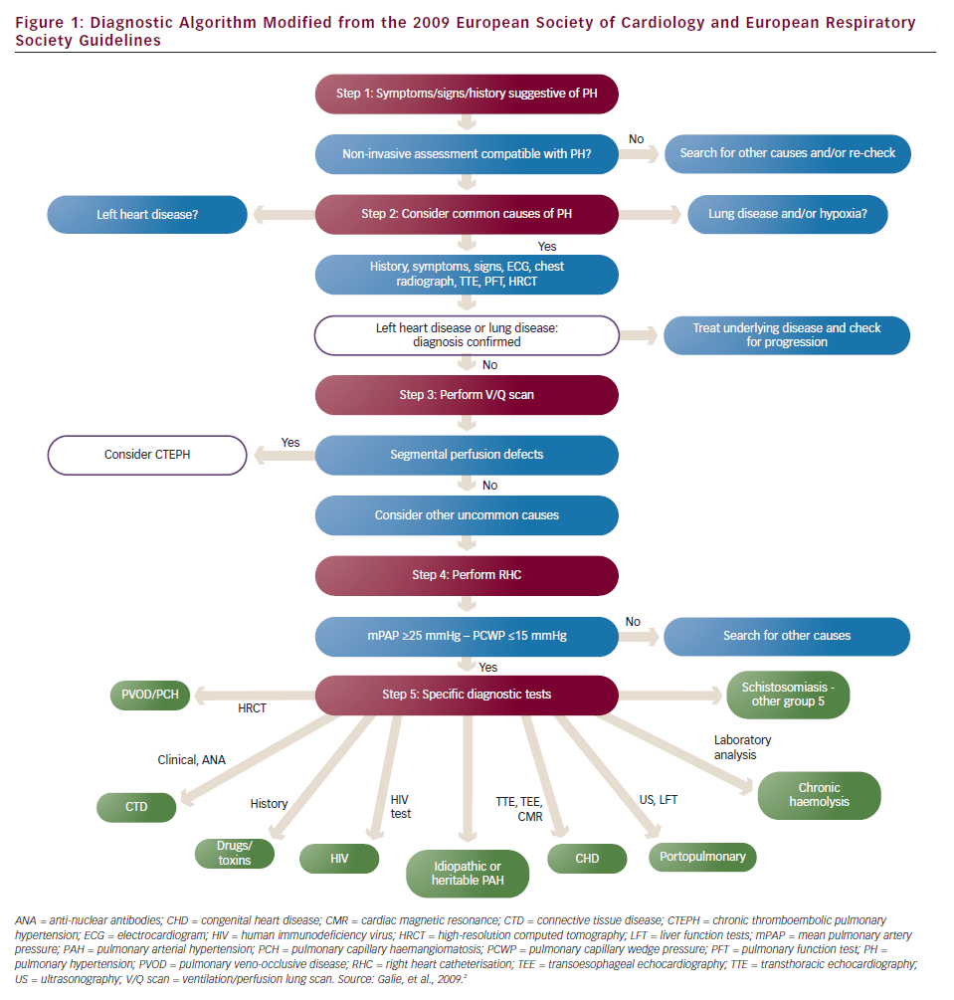 Figure 1: Diagnostic Algorithm Modified from the 2009 European Society of Cardiology and European Respiratory
Society Guidelines
Step 1: Symptoms/signs/history suggestive of PH
Non-invasive assessment compatible with PH?
No
Search for other causes and/or re-check
Left heart disease?
Step 2: Consider common causes of PH
Lung disease and/or hypoxia?
Yes
History, symptoms, signs, ECG, chest
radiograph, TTE, PFT, HRCT
Left heart disease or lung disease:
diagnosis confirmed
Treat underlying disease and check
for progression
No
Step 3: Perform V/Q scan
Consider CTEPH
Yes
Segmental perfusion defects
No
Consider other uncommon causes
Step 4: Perform RHC
mPAP ≥25 mmHg – PCWP ≤15 mmHg
No
Search for other causes
Yes
Step 5: Specific diagnostic tests
PVOD/PCH
HRCT
Schistosomiasis -
other group 5
Clinical, ANA
CTD
History
Drugs/
toxins
HIV
test
HIV
Idiopathic or
heritable PAH
TTE, TEE,
CMR
CHD
US, LFT
Portopulmonary
Laboratory
analysis
Chronic
haemolysis
ANA = anti-nuclear antibodies; CHD = congenital heart disease; CMR = cardiac magnetic resonance; CTD = connective tissue disease; CTEPH = chronic thromboembolic pulmonary
hypertension; ECG = electrocardiogram; HIV = human immunodeficiency virus; HRCT = high-resolution computed tomography; LFT = liver function tests; mPAP = mean pulmonary artery
pressure; PAH = pulmonary arterial hypertension; PCH = pulmonary capillary haemangiomatosis; PCWP = pulmonary capillary wedge pressure; PFT = pulmonary function test; PH =
pulmonary hypertension; PVOD = pulmonary veno-occlusive disease; RHC = right heart catheterisation; TEE = transoesophageal echocardiography; TTE = transthoracic echocardiography;
US = ultrasonography; V/Q scan = ventilation/perfusion lung scan. Source: Galie, et al., 2009.²